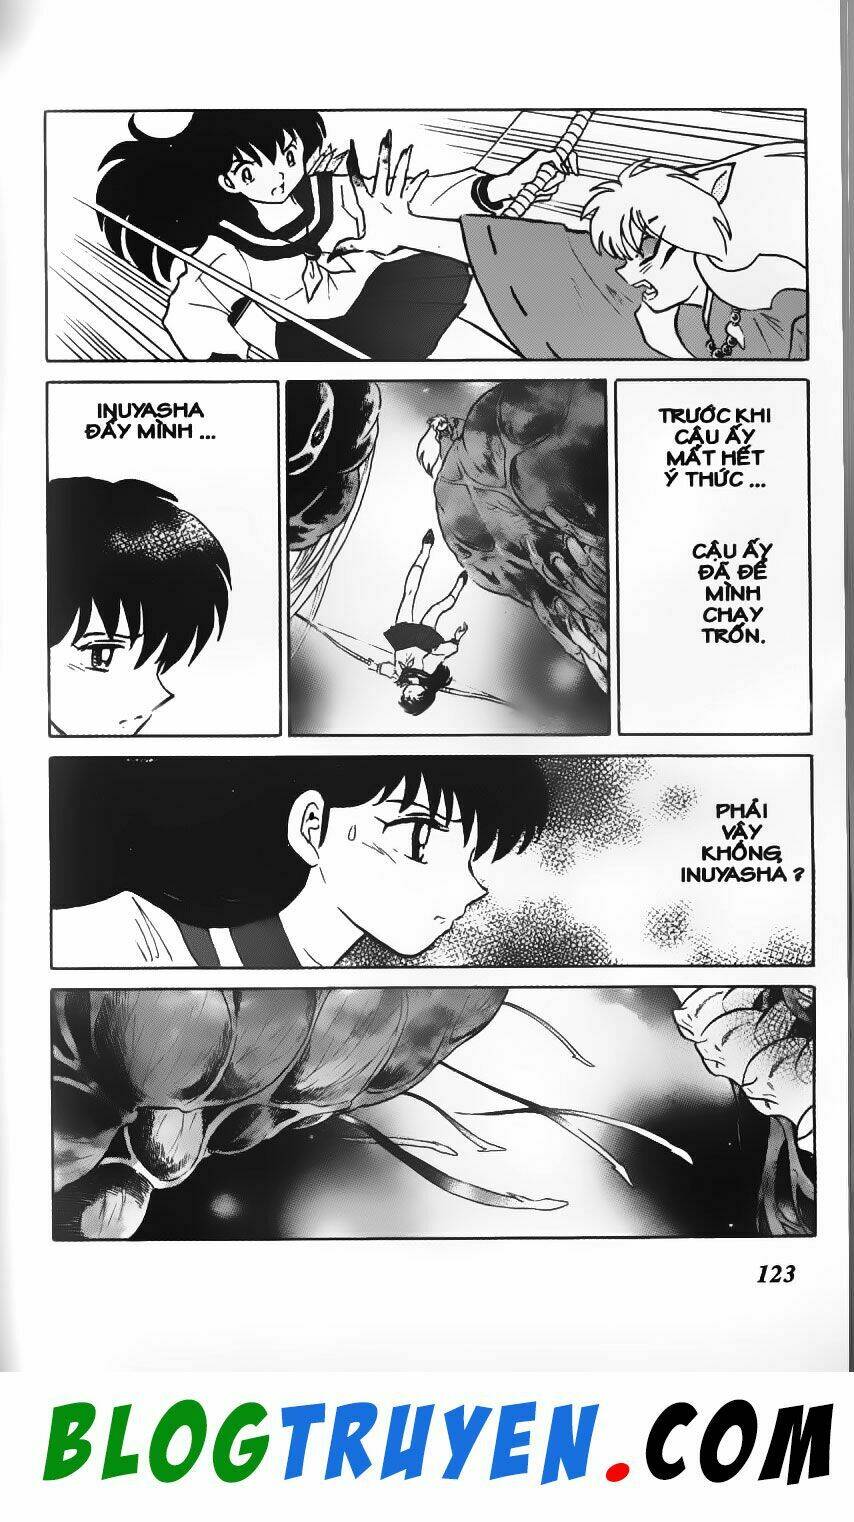 INUYASHA
ĐẨY MÌNH ...
TRƯỚC KHI
CẬU ẤY
MẤT HẾT
Ý THỨC ...
CẬU ẤY
ĐÃ ĐỂ
MÌNH
CHẠY
TRỐN.
PHẢI
VẬY
KHÔNG,
INUYASHA ?
123
BLOGTRUYEN.COM